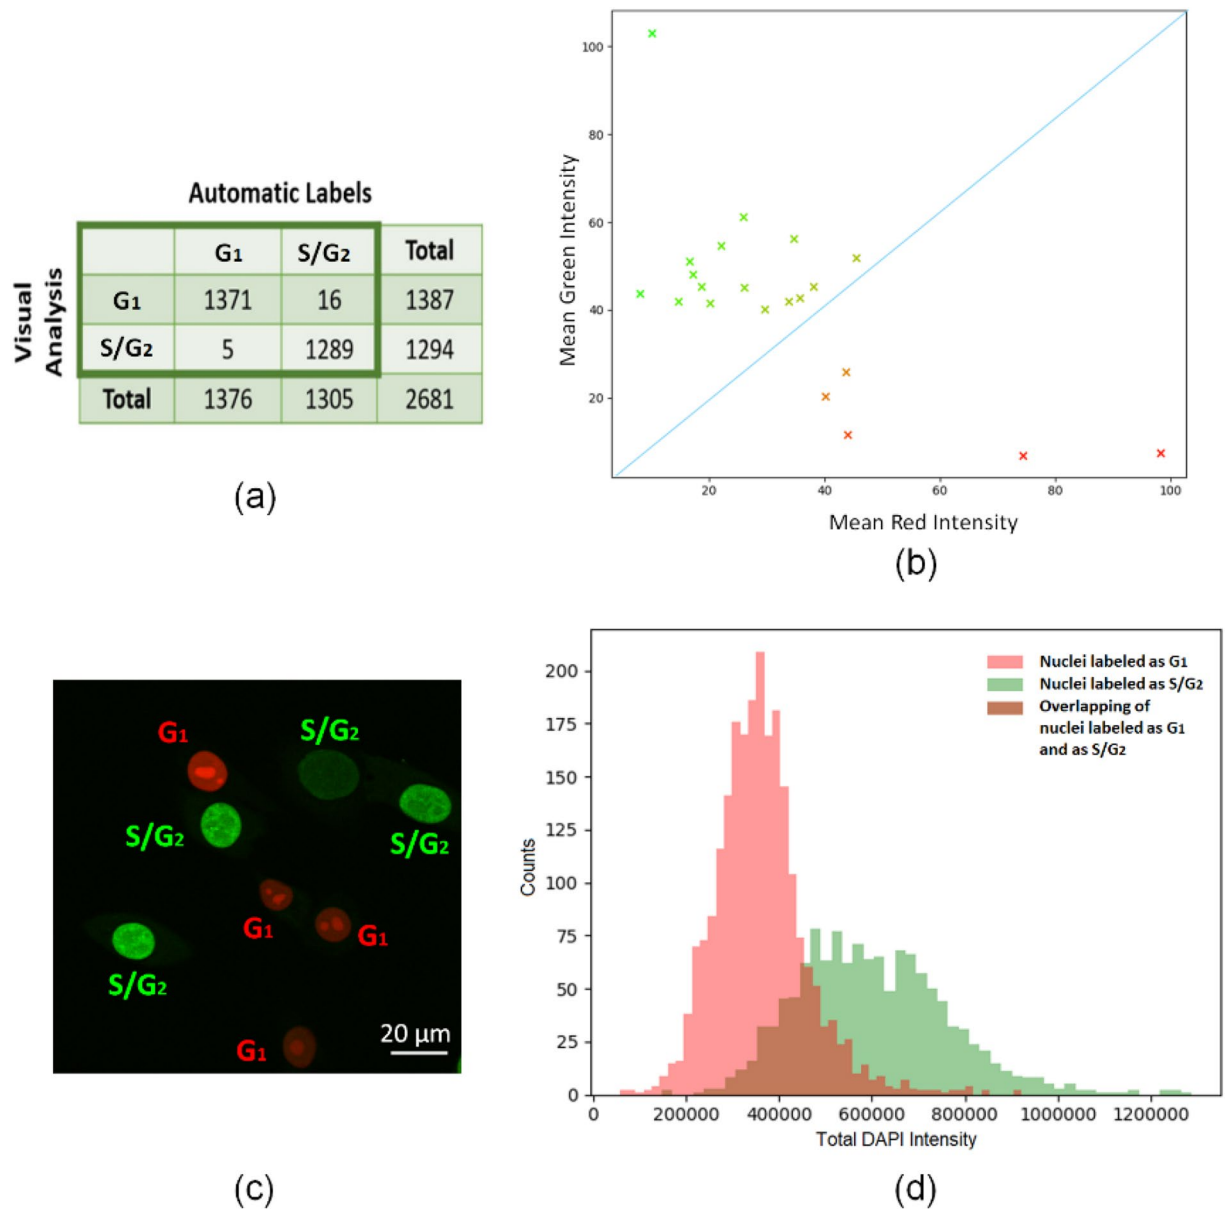 Automatic Labels
Visual
Analysis
G1 S/G2 Total
G1 1371 16 1387
S/G2 5 1289 1294
Total 1376 1305 2681
(a)
Mean Green Intensity
100
80
60
40
20
20 40 60 80 100
Mean Red Intensity
(b)
G1
S/G2
S/G2
S/G2
G1
G1
S/G2
G1
20 µm
(c)
Counts
200
175
150
125
100
75
50
25
0
Nuclei labeled as G1
Nuclei labeled as S/G2
Overlapping of
nuclei labeled as G1
and as S/G2
0 200000 400000 600000 800000 1000000 1200000
Total DAPI Intensity
(d)